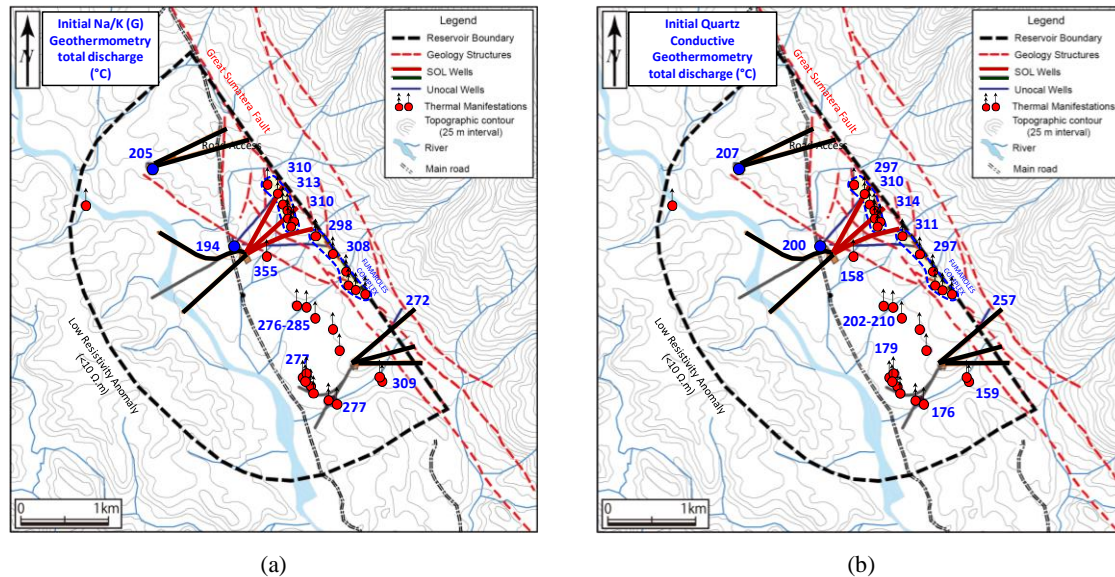 Initial Na/K (G)
Geothermometry
total discharge
(°C)
N
Legend
Reservoir Boundary
Geology Structures
SOL Wells
Unocal Wells
Thermal Manifestations
Topographic contour
(25 m interval)
River
Main road
Great Sumatera Fault
Road Access
205
310
313
310
298
308
194
355
FUMAROLES
COMPLEX
272
276-285
277
309
277
Low Resistivity Anomaly
(<10 Ω.m)
0
1km
(a)
Initial Quartz
Conductive
Geothermometry
total discharge (°C)
N
Legend
Reservoir Boundary
Geology Structures
SOL Wells
Unocal Wells
Thermal Manifestations
Topographic contour
(25 m interval)
River
Main road
Great Sumatera Fault
Road Access
207
297
310
314
311
297
200
158
FUMAROLES
COMPLEX
257
202-210
179
159
176
Low Resistivity Anomaly
(<10 Ω.m)
0
1km
(b)